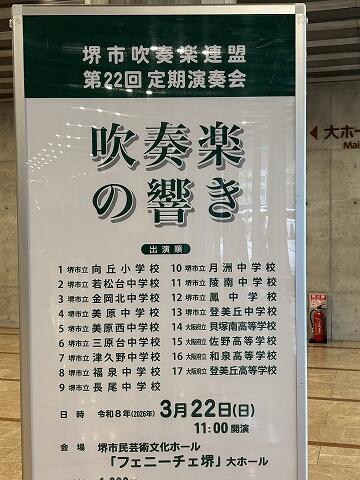 堺市吹奏楽連盟
第22回 定期演奏会
吹奏楽
の響き
出演順
1 堺市立 向丘小学校
2 堺市立 若松台中学校
3 堺市立 金岡北中学校
4 堺市立 美原中学校
5 堺市立 美原西中学校
6 堺市立 三原台中学校
7 堺市立 津久野中学校
8 堺市立 福泉中学校
9 堺市立 長尾中学校
10 堺市立 月洲中学校
11 堺市立 陵南中学校
12 堺市立 鳳中学校
13 堺市立 登美丘中学校
14 大阪府立 貝塚南高等学校
15 大阪府立 佐野高等学校
16 大阪府立 和泉高等学校
17 大阪府立 登美丘高等学校
日時 令和8年(2026年) 3月22日(日)
11:00 開演
会場 堺市民芸術文化ホール
「フェニーチェ堺」大ホール
大ホー
Mai